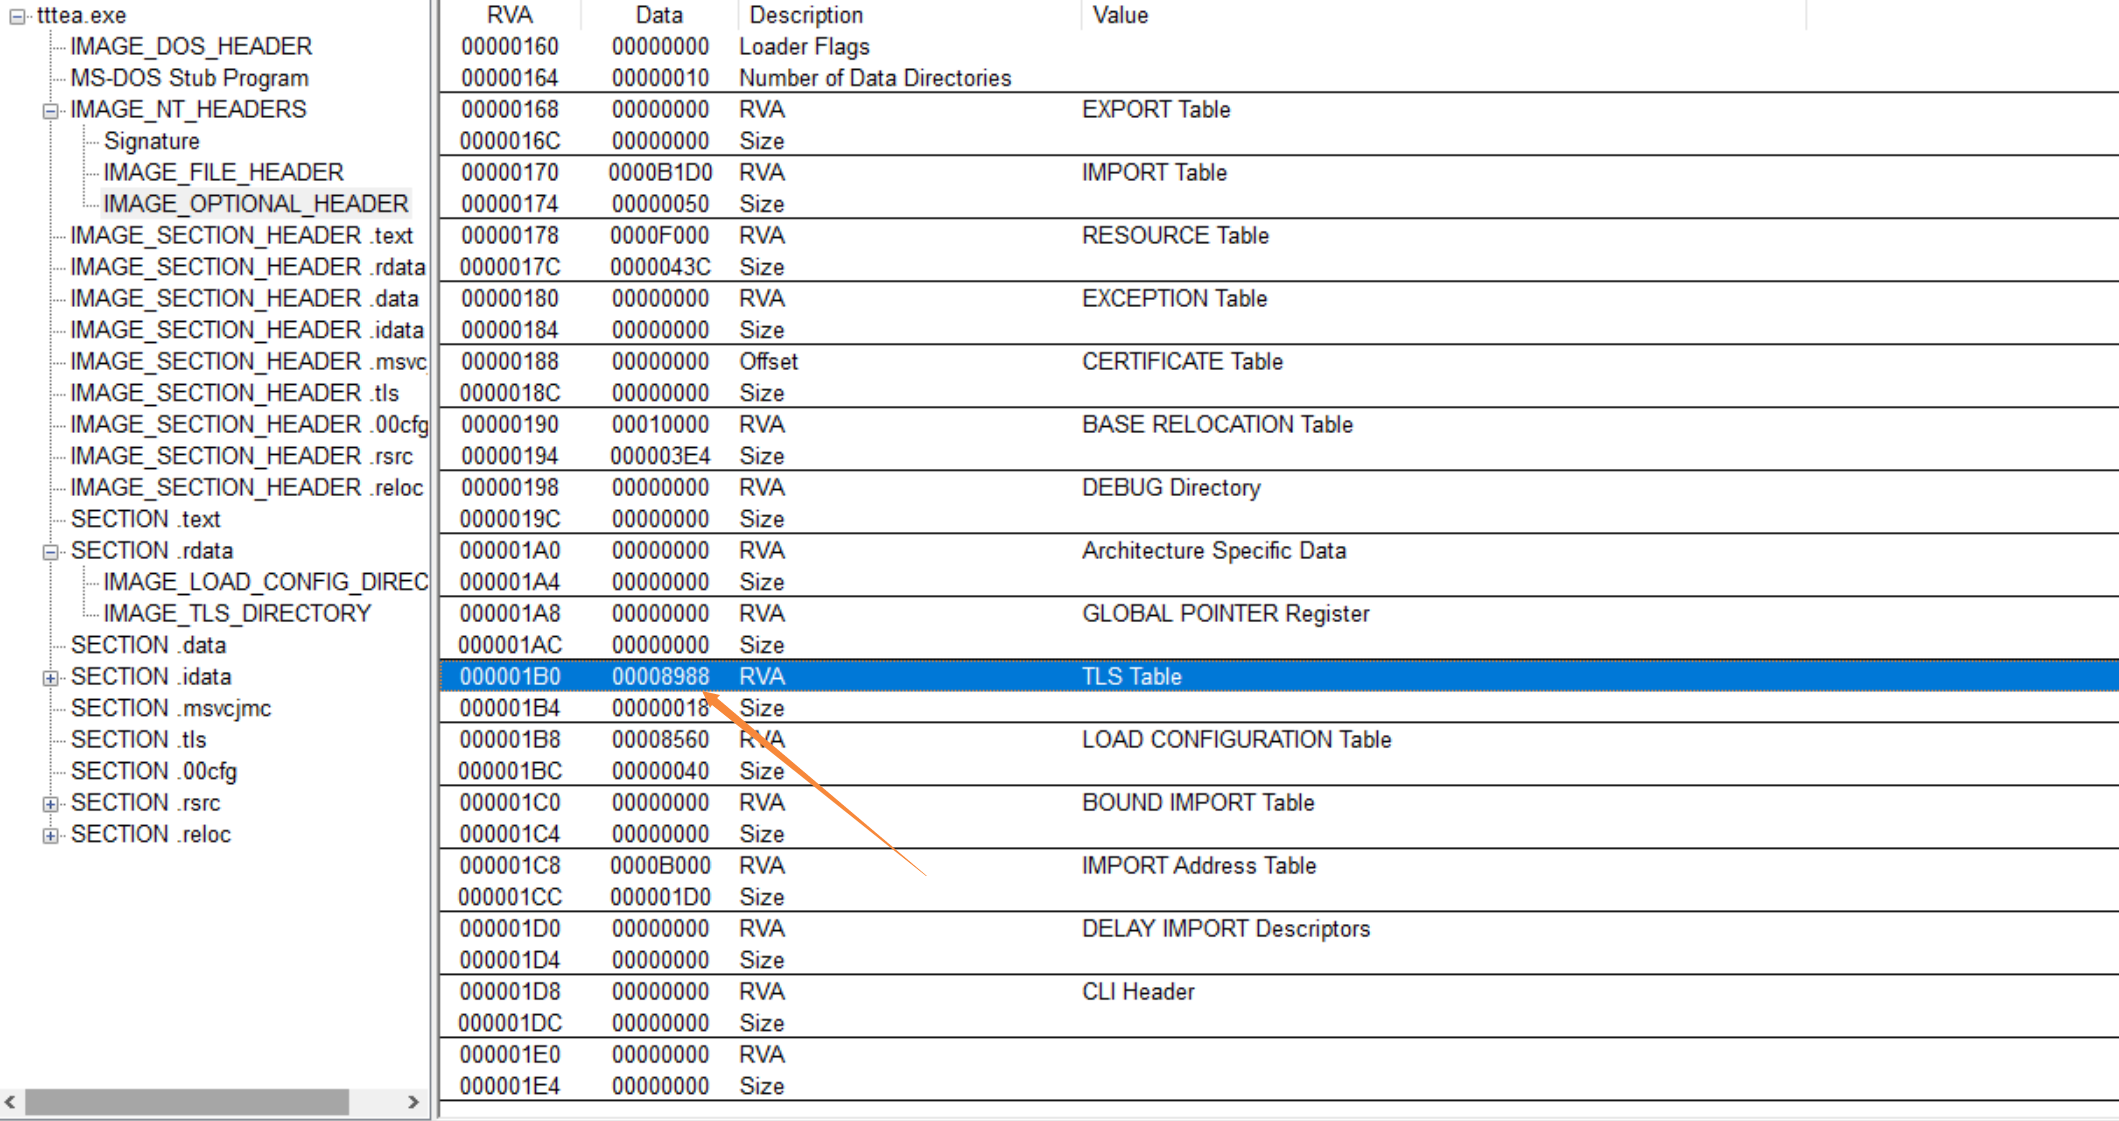 tttea.exe
IMAGE_DOS_HEADER
MS-DOS Stub Program
IMAGE_NT_HEADERS
Signature
IMAGE_FILE_HEADER
IMAGE_OPTIONAL_HEADER
IMAGE_SECTION_HEADER .text
IMAGE_SECTION_HEADER .rdata
IMAGE_SECTION_HEADER .data
IMAGE_SECTION_HEADER .idata
IMAGE_SECTION_HEADER .msvc
IMAGE_SECTION_HEADER .tls
IMAGE_SECTION_HEADER .00cfg
IMAGE_SECTION_HEADER .rsrc
IMAGE_SECTION_HEADER .reloc
SECTION .text
SECTION .rdata
IMAGE_LOAD_CONFIG_DIREC
IMAGE_TLS_DIRECTORY
SECTION .data
SECTION .idata
SECTION .msvcjmc
SECTION .tls
SECTION .00cfg
SECTION .rsrc
SECTION .reloc
RVA Data Description Value
00000160 00000000 Loader Flags
00000164 00000010 Number of Data Directories
00000168 00000000 RVA EXPORT Table
0000016C 00000000 Size
00000170 0000B1D0 RVA IMPORT Table
00000174 00000050 Size
00000178 0000F000 RVA RESOURCE Table
0000017C 0000043C Size
00000180 00000000 RVA EXCEPTION Table
00000184 00000000 Size
00000188 00000000 Offset CERTIFICATE Table
0000018C 00000000 Size
00000190 00010000 RVA BASE RELOCATION Table
00000194 000003E4 Size
00000198 00000000 RVA DEBUG Directory
0000019C 00000000 Size
000001A0 00000000 RVA Architecture Specific Data
000001A4 00000000 Size
000001A8 00000000 RVA GLOBAL POINTER Register
000001AC 00000000 Size
000001B0 00008988 RVA TLS Table
000001B4 00000018 Size
000001B8 00008560 RVA LOAD CONFIGURATION Table
000001BC 00000040 Size
000001C0 00000000 RVA BOUND IMPORT Table
000001C4 00000000 Size
000001C8 0000B000 RVA IMPORT Address Table
000001CC 000001D0 Size
000001D0 00000000 RVA DELAY IMPORT Descriptors
000001D4 00000000 Size
000001D8 00000000 RVA CLI Header
000001DC 00000000 Size
000001E0 00000000 RVA
000001E4 00000000 Size